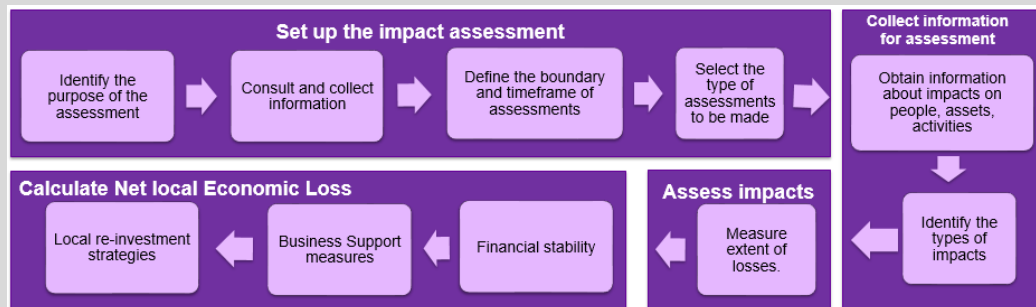 Set up the impact assessment
Identify the
purpose of the
assessment
Consult and collect
information
Define the boundary
and timeframe of
assessments
Select the
type of
assessments
to be made
Collect information
for assessment
Obtain information
about impacts on
people, assets,
activities
Identify the
types of
impacts
Assess impacts
Measure
extent of
losses.
Calculate Net local Economic Loss
Financial stability
Business Support
measures
Local re-investment
strategies